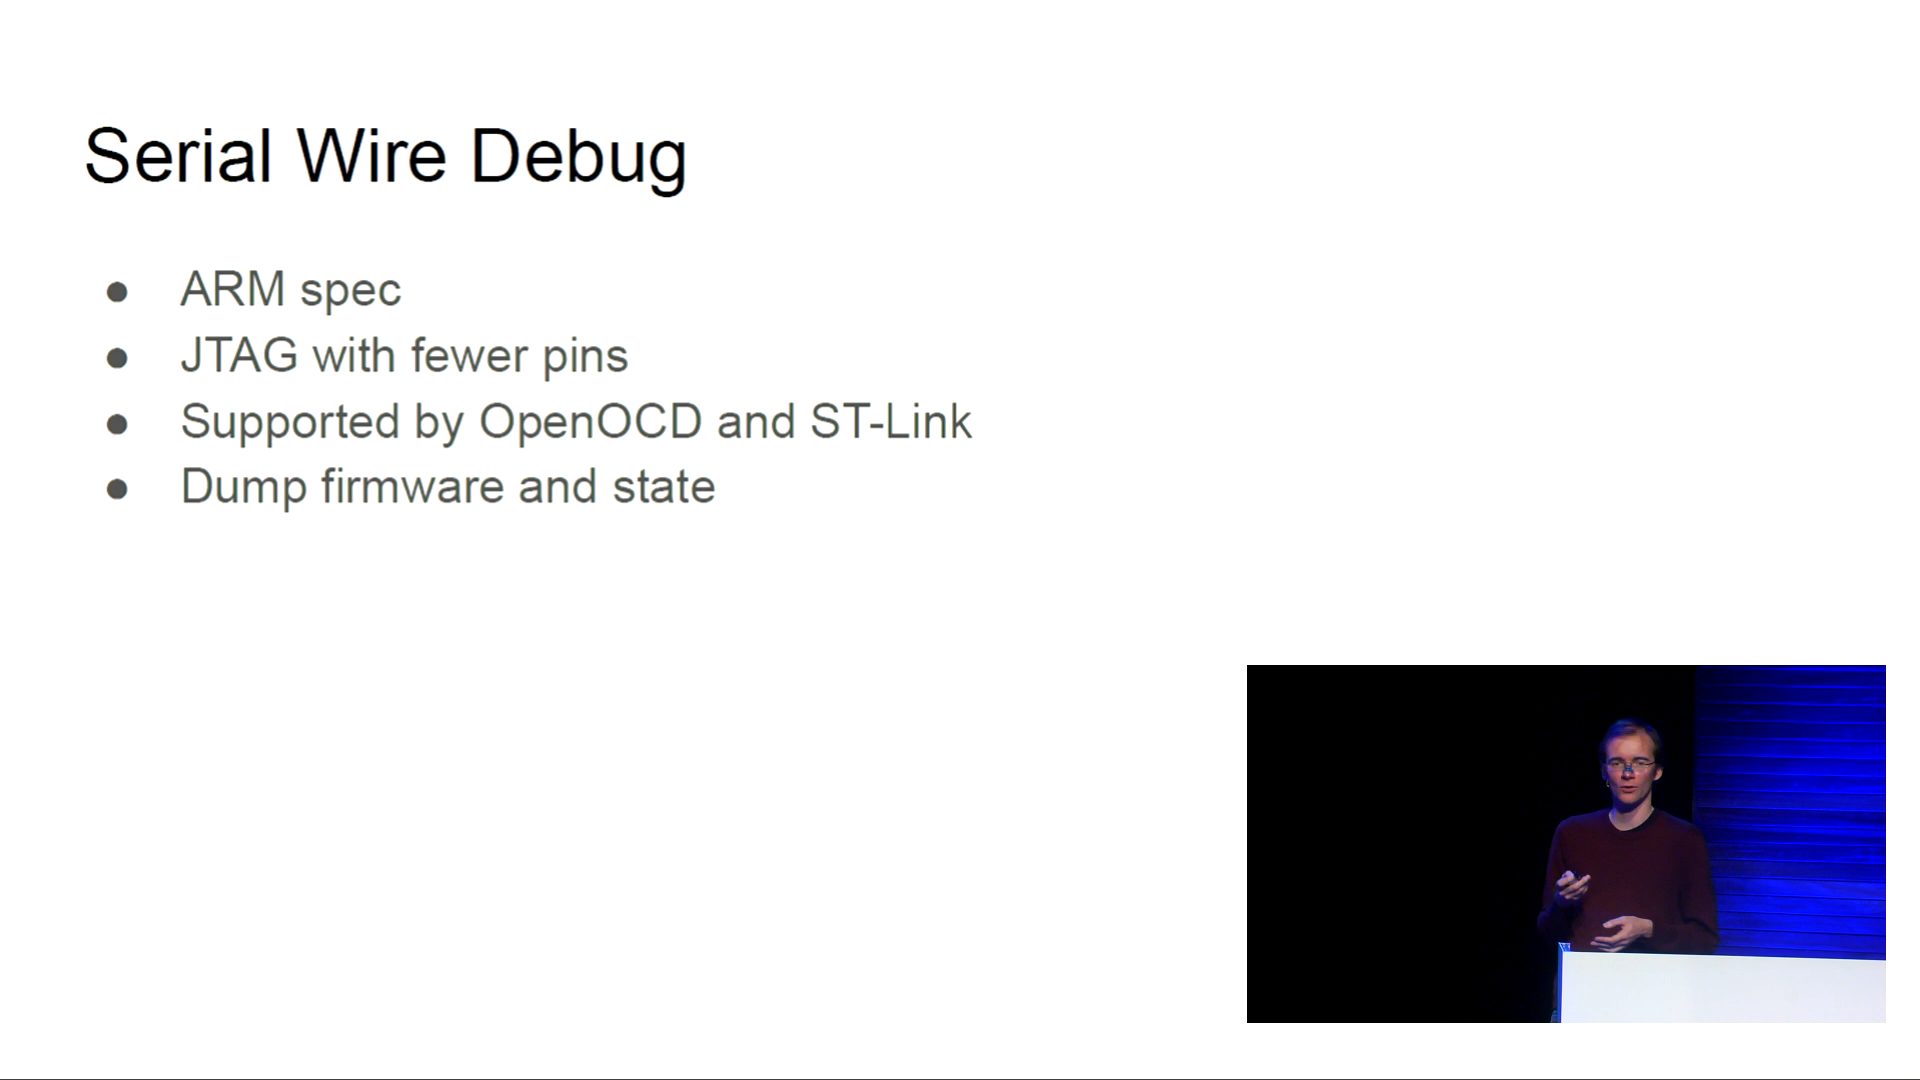 Serial Wire Debug
● ARM spec
● JTAG with fewer pins
● Supported by OpenOCD and ST-Link
● Dump firmware and state